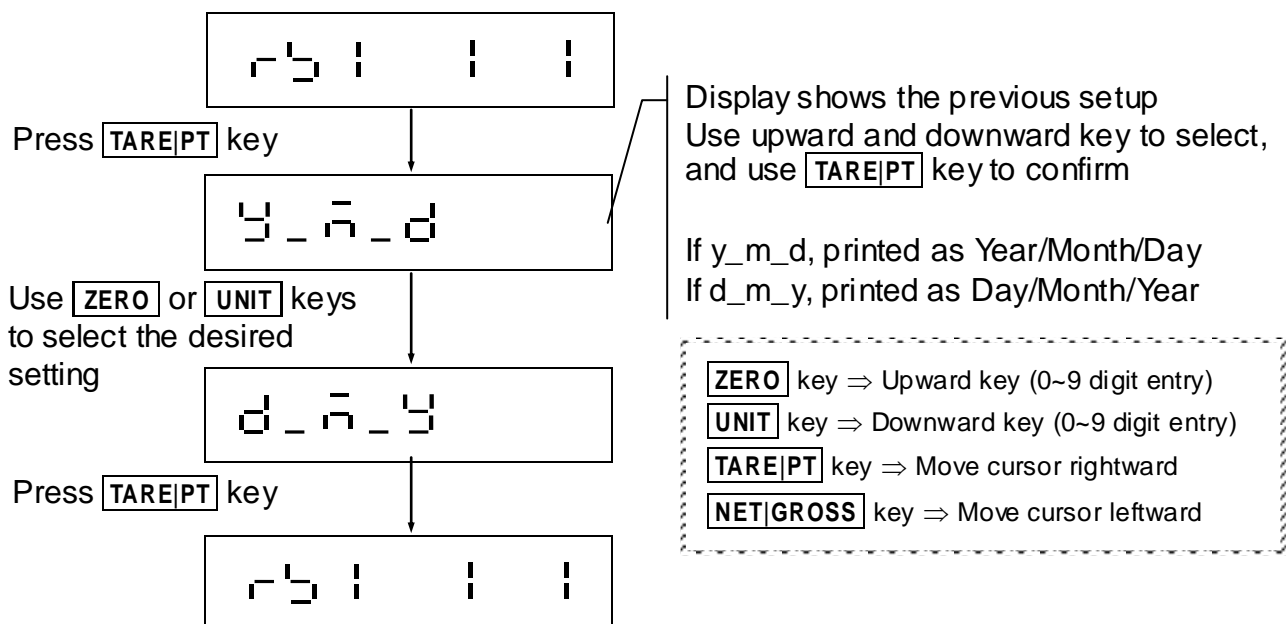 rS1 1 1
Press TARE|PT key
y_m_d
Display shows the previous setup
Use upward and downward key to select,
and use TARE|PT key to confirm
If y_m_d, printed as Year/Month/Day
If d_m_y, printed as Day/Month/Year
Use ZERO or UNIT keys
to select the desired
setting
d_m_y
Press TARE|PT key
rS1 1 1
ZERO key ⇒ Upward key (0~9 digit entry)
UNIT key ⇒ Downward key (0~9 digit entry)
TARE|PT key ⇒ Move cursor rightward
NET|GROSS key ⇒ Move cursor leftward